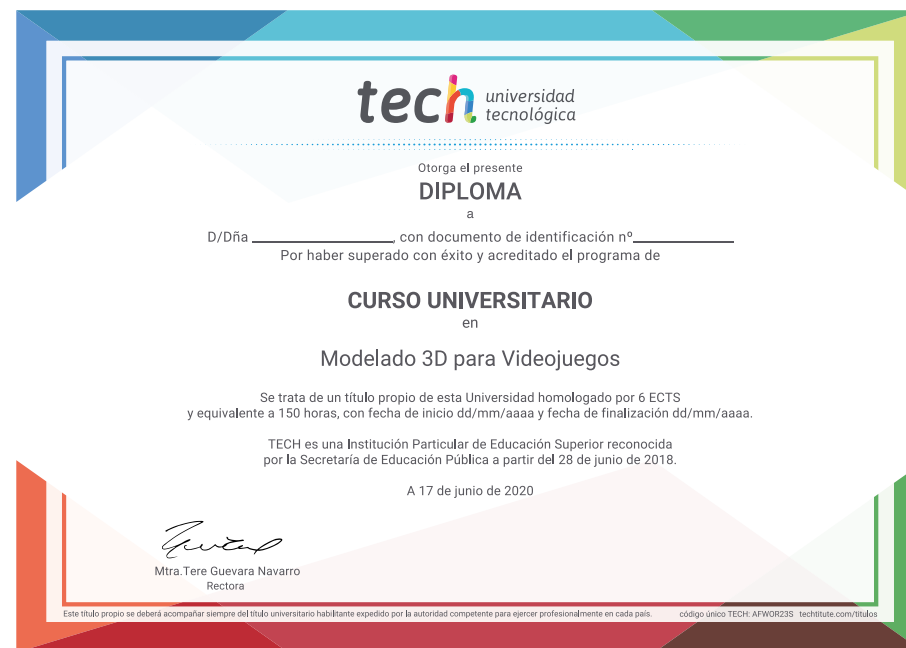 tech universidad
tecnológica
Otorga el presente
DIPLOMA
a
D/Dña ________________, con documento de identificación nº____________
Por haber superado con éxito y acreditado el programa de
CURSO UNIVERSITARIO
en
Modelado 3D para Videojuegos
Se trata de un título propio de esta Universidad homologado por 6 ECTS
y equivalente a 150 horas, con fecha de inicio dd/mm/aaaa y fecha de finalización dd/mm/aaaa.
TECH es una Institución Particular de Educación Superior reconocida
por la Secretaría de Educación Pública a partir del 28 de junio de 2018.
A 17 de junio de 2020
Mtra.Tere Guevara Navarro
Rectora
Este título propio se deberá acompañar siempre del título universitario habilitante expedido por la autoridad competente para ejercer profesionalmente en cada país. código único TECH: AFWOR23S techtitute.com/titulos